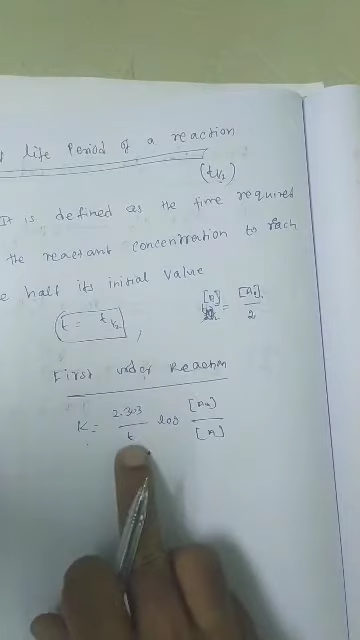 life Period of a reaction
(t1/2)
It is defined as the time required
the reactant concentration to rach
half its initial value
t = t1/2 , [A] = [A0] / 2
First order Reaction
K = 2.303 / t log [A0] / [A]